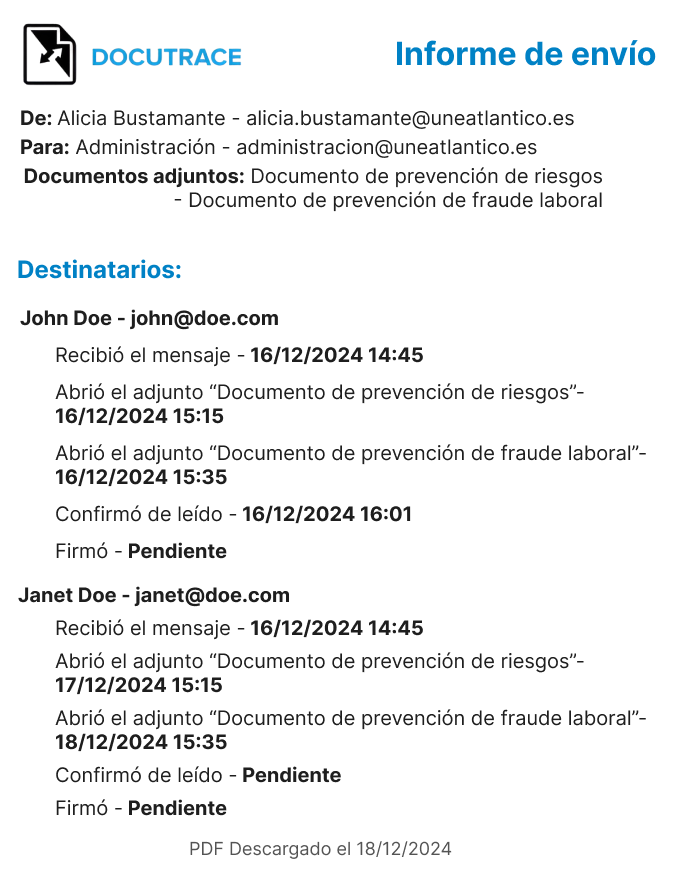 DOCUTRACE
Informe de envío
De: Alicia Bustamante - alicia.bustamante@uneatlantico.es
Para: Administración - administracion@uneatlantico.es
Documentos adjuntos: Documento de prevención de riesgos
- Documento de prevención de fraude laboral
Destinatarios:
John Doe - john@doe.com
Recibió el mensaje - 16/12/2024 14:45
Abrió el adjunto “Documento de prevención de riesgos”-
16/12/2024 15:15
Abrió el adjunto “Documento de prevención de fraude laboral”-
16/12/2024 15:35
Confirmó de leído - 16/12/2024 16:01
Firmó - Pendiente
Janet Doe - janet@doe.com
Recibió el mensaje - 16/12/2024 14:45
Abrió el adjunto “Documento de prevención de riesgos”-
17/12/2024 15:15
Abrió el adjunto “Documento de prevención de fraude laboral”-
18/12/2024 15:35
Confirmó de leído - Pendiente
Firmó - Pendiente
PDF Descargado el 18/12/2024